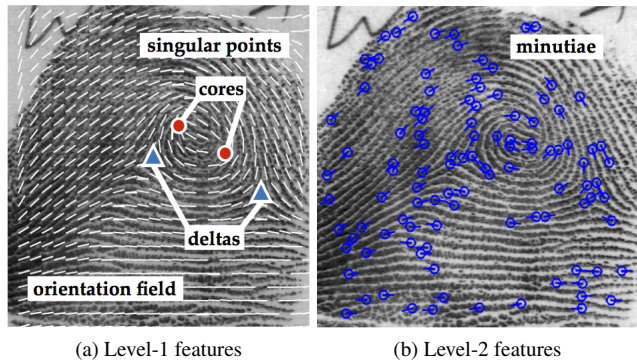 singular points
cores
deltas
orientation field
minutiae
(a) Level-1 features
(b) Level-2 features